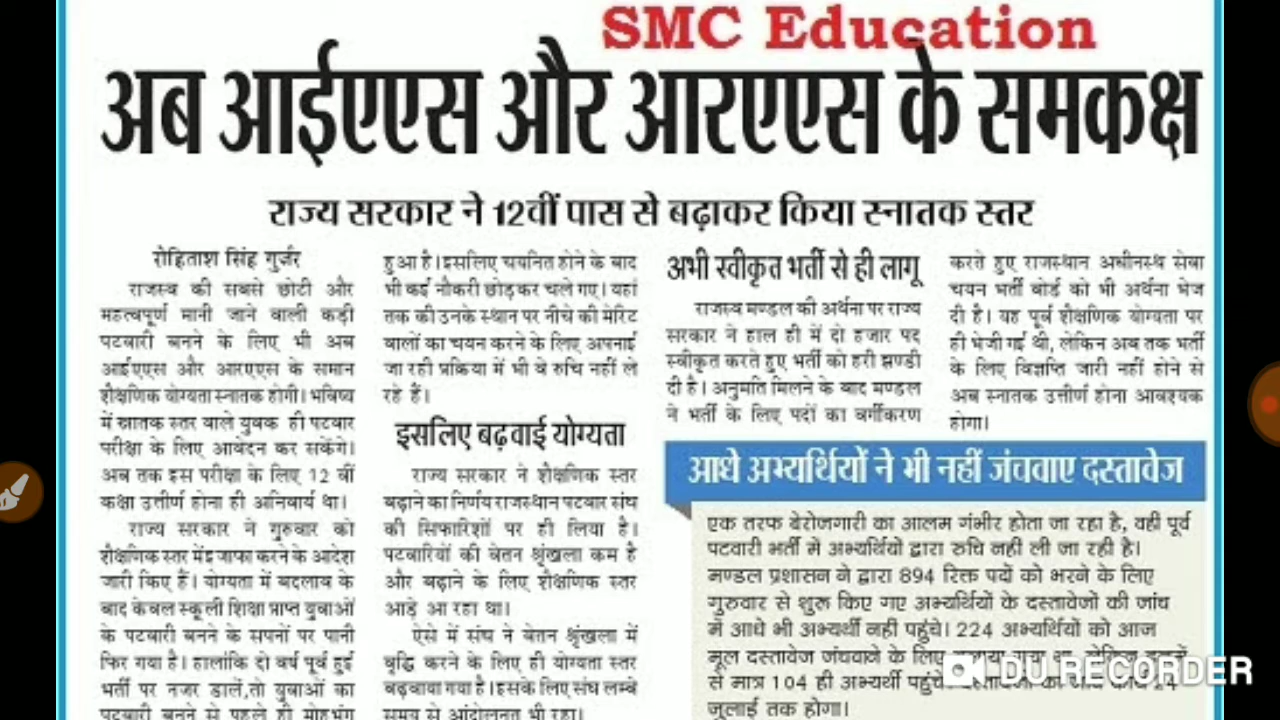 SMC Education
अब आईएएस और आरएएस के समकक्ष
राज्य सरकार ने 12वीं पास से बढ़ाकर किया स्नातक स्तर
रोहिताश सिंह गुर्जर
राजस्व की सबसे छोटी और
महत्वपूर्ण मानी जाने वाली कड़ी
पटवारी बनने के लिए भी अब
आईएएस और आरएएस के समान
शैक्षणिक योग्यता स्नातक होगी। भविष्य
में स्नातक स्तर वाले युवक ही पटवार
परीक्षा के लिए आवेदन कर सकेंगे।
अब तक इस परीक्षा के लिए 12 वीं
कक्षा उत्तीर्ण होना ही अनिवार्य था।
राज्य सरकार ने गुरुवार को
शैक्षणिक स्तर में इजाफा करने के आदेश
जारी किए हैं। योग्यता में बदलाव के
बाद केवल स्कूली शिक्षा प्राप्त युवाओं
के पटवारी बनने के सपनों पर पानी
फिर गया है। हालांकि दो वर्ष पूर्व हुई
भर्ती पर नजर डालें,तो युवाओं का
पटवारी बनने से पहले ही मोहभंग
हुआ है। इसलिए चयनित होने के बाद
भी कई नौकरी छोड़ कर चले गए। यहां
तक की उनके स्थान पर नीचे की मेरिट
वालों का चयन करने के लिए अपनाई
जा रही प्रक्रिया में भी वे रुचि नहीं ले
रहे हैं।
इसलिए बढ़वाई योग्यता
राज्य सरकार ने शैक्षणिक स्तर
बढ़ाने का निर्णय राजस्थान पटवार संघ
की सिफारिशों पर ही लिया है।
पटवारियों की वेतन श्रृंखला कम है
और बढ़ाने के लिए शैक्षणिक स्तर
आड़े आ रहा था।
ऐसे में संघ ने वेतन श्रृंखला में
वृद्धि करने के लिए ही योग्यता स्तर
बढ़वाया गया है। इसके लिए संघ लम्बे
समय से आंदोलनत भी रहा।
अभी स्वीकृत भर्ती से ही लागू
राजस्व मण्डल की अर्थना पर राज्य
सरकार ने हाल ही में दो हजार पद
स्वीकृत करते हुए भर्ती को हरी झण्डी
दी है। अनुमति मिलने के बाद मण्डल
ने भर्ती के लिए पदों का वर्गीकरण
करते हुए राजस्थान अधीनस्थ सेवा
चयन भर्ती बोर्ड को भी अर्थना भेज
दी है। यह पूर्व शैक्षणिक योग्यता पर
ही भेजी गई थी, लेकिन अब तक भर्ती
के लिए विज्ञप्ति जारी नहीं होने से
अब स्नातक उत्तीर्ण होना आवश्यक
होगा।
आधे अभ्यर्थियों ने भी नहीं जंचवाए दस्तावेज
एक तरफ बेरोजगारी का आलम गंभीर होता जा रहा है, वही पूर्व
पटवारी भर्ती में अभ्यर्थियों द्वारा रुचि नही ली जा रही है।
मण्डल प्रशासन ने द्वारा 894 रिक्त पदों को भरने के लिए
गुरुवार से शुरू किए गए अभ्यर्थियों के दस्तावेजों की जांच
में आधे भी अभ्यर्थी नहीं पहुंचे। 224 अभ्यर्थियों को आज
मूल दस्तावेज जंचवाने के लिए
से मात्र 104 ही अभ्यर्थी
जुलाई तक होगा।
DU RECORDER